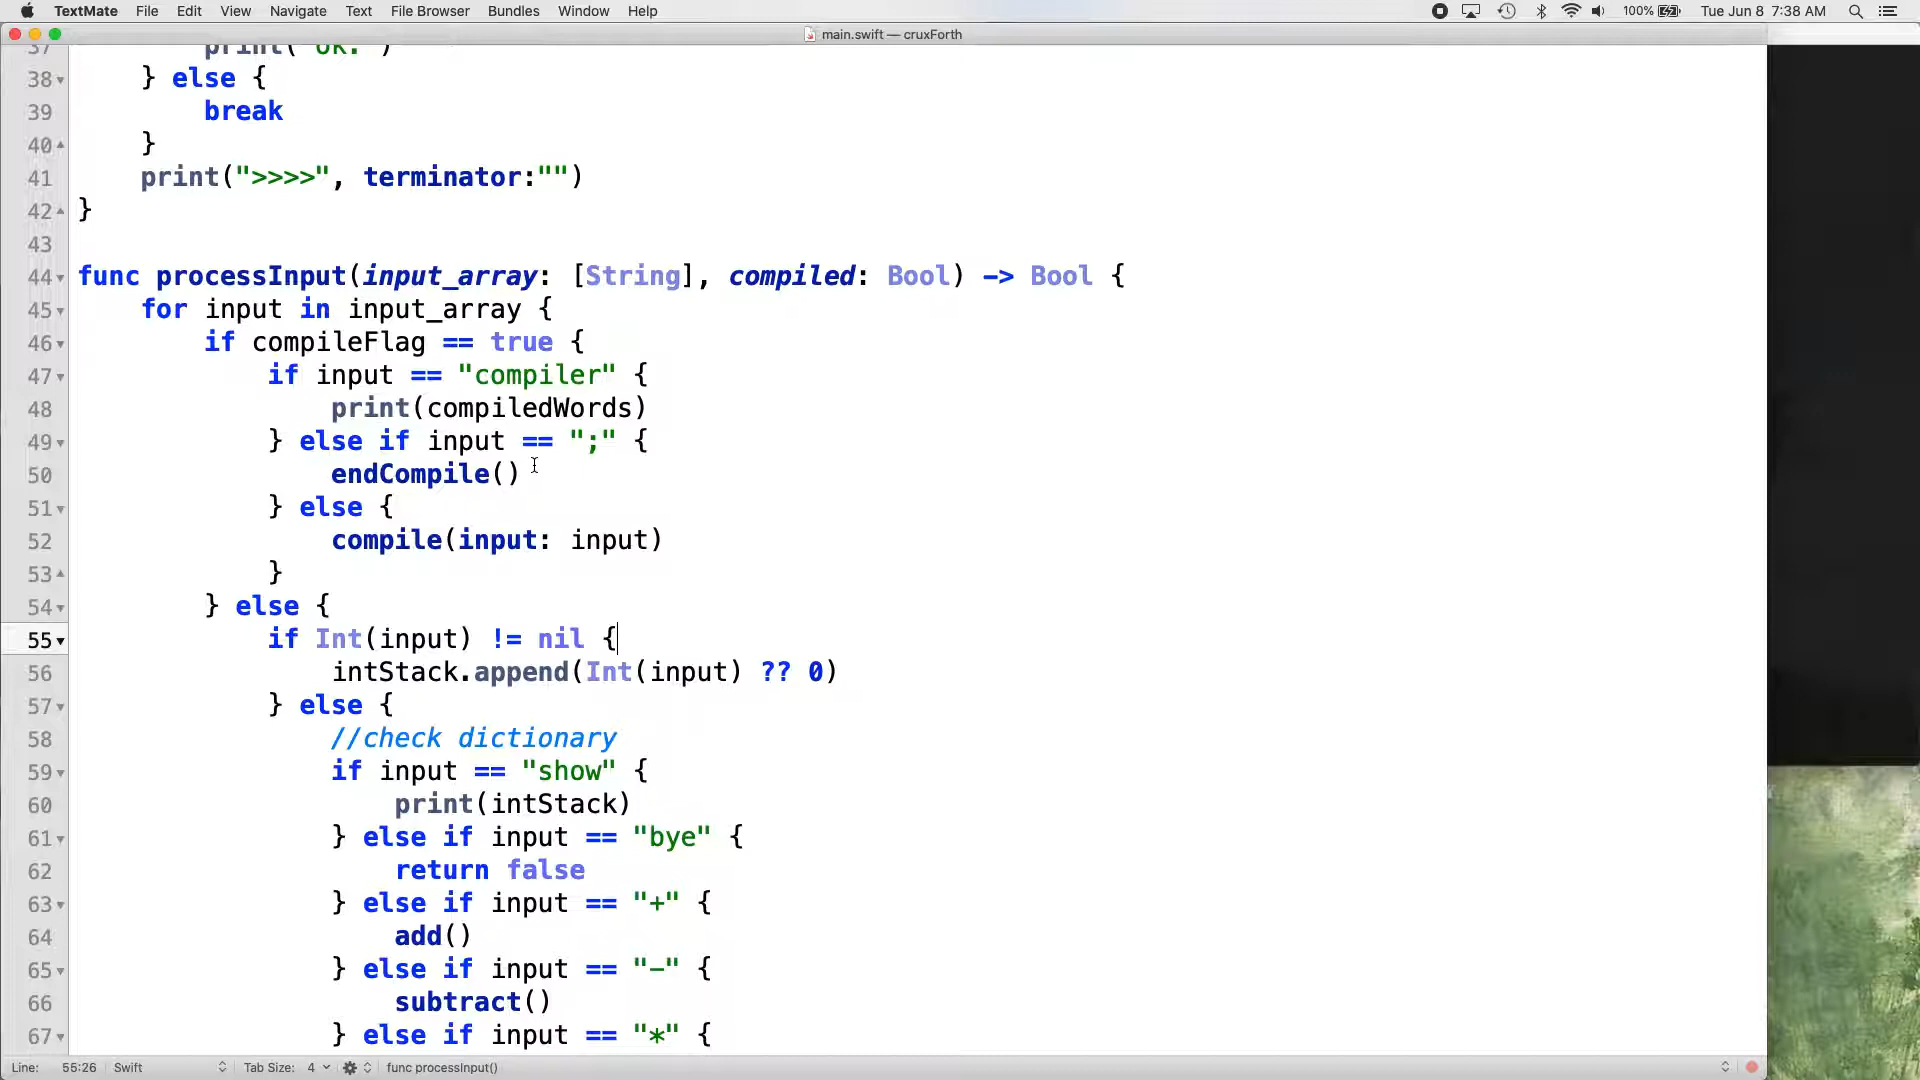 TextMate File Edit View Navigate Text File Browser Bundles Window Help 100% Tue Jun 8 7:38 AM
main.swift — cruxForth
37 print("ok.")
38 } else {
39 break
40 }
41 print(">>>>", terminator:"")
42 }
43
44 func processInput(input_array: [String], compiled: Bool) -> Bool {
45 for input in input_array {
46 if compileFlag == true {
47 if input == "compiler" {
48 print(compiledWords)
49 } else if input == ";" {
50 endCompile()
51 } else {
52 compile(input: input)
53 }
54 } else {
55 if Int(input) != nil {
56 intStack.append(Int(input) ?? 0)
57 } else {
58 //check dictionary
59 if input == "show" {
60 print(intStack)
61 } else if input == "bye" {
62 return false
63 } else if input == "+" {
64 add()
65 } else if input == "-" {
66 subtract()
67 } else if input == "*" {
Line: 55:26 Swift Tab Size: 4 func processInput()